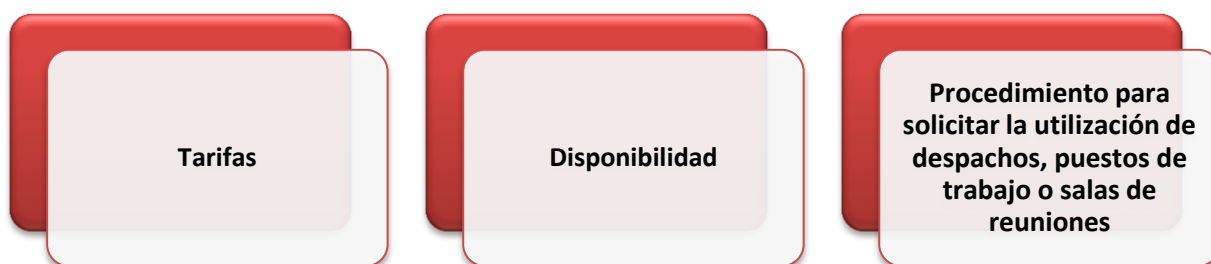 Tarifas
Disponibilidad
Procedimiento para
solicitar la utilización de
despachos, puestos de
trabajo o salas de
reuniones